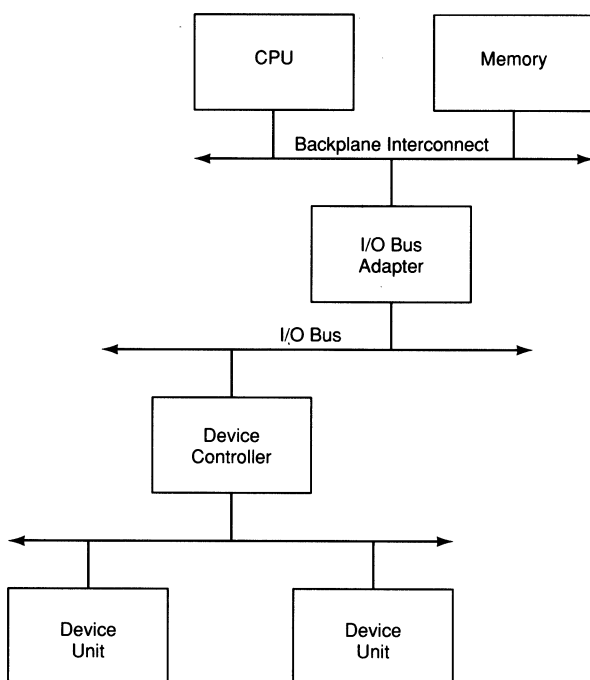 CPU
Memory
Backplane Interconnect
I/O Bus
Adapter
I/O Bus
Device
Controller
Device
Unit
Device
Unit